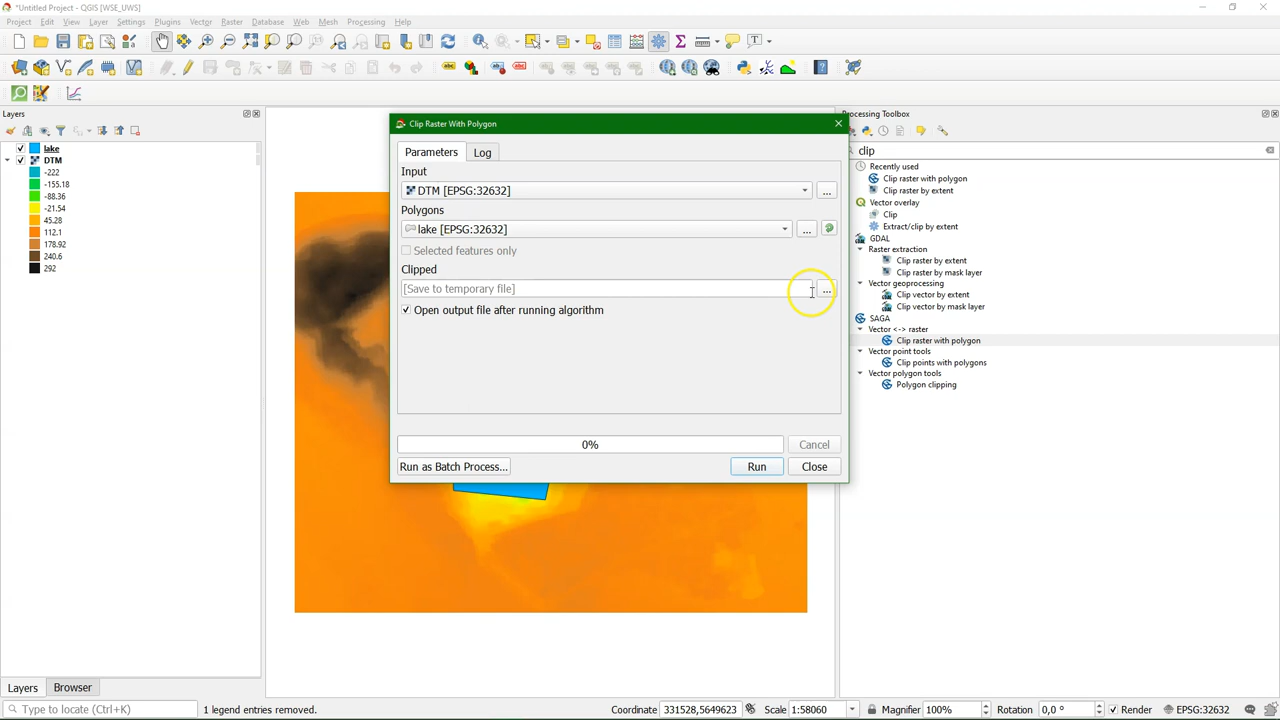 *Untitled Project - QGIS [WSE_UWS]
Project Edit View Layer Settings Plugins Vector Raster Database Web Mesh Processing Help
Layers
lake
DTM
-222
-155.18
-88.36
-21.54
45.28
112.1
178.92
240.6
292
Clip Raster With Polygon
Parameters Log
Input
DTM [EPSG:32632]
...
Polygons
lake [EPSG:32632]
...
Selected features only
Clipped
[Save to temporary file]
...
Open output file after running algorithm
0%
Cancel
Run as Batch Process...
Run
Close
Processing Toolbox
clip
Recently used
Clip raster with polygon
Clip raster by extent
Vector overlay
Clip
Extract/clip by extent
GDAL
Raster extraction
Clip raster by extent
Clip raster by mask layer
Vector geoprocessing
Clip vector by extent
Clip vector by mask layer
SAGA
Vector <-> raster
Clip raster with polygon
Vector point tools
Clip points with polygons
Vector polygon tools
Polygon clipping
Layers Browser
Type to locate (Ctrl+K)
1 legend entries removed.
Coordinate 331528,5649623
Scale 1:58060
Magnifier 100%
Rotation 0,0 °
Render
EPSG:32632